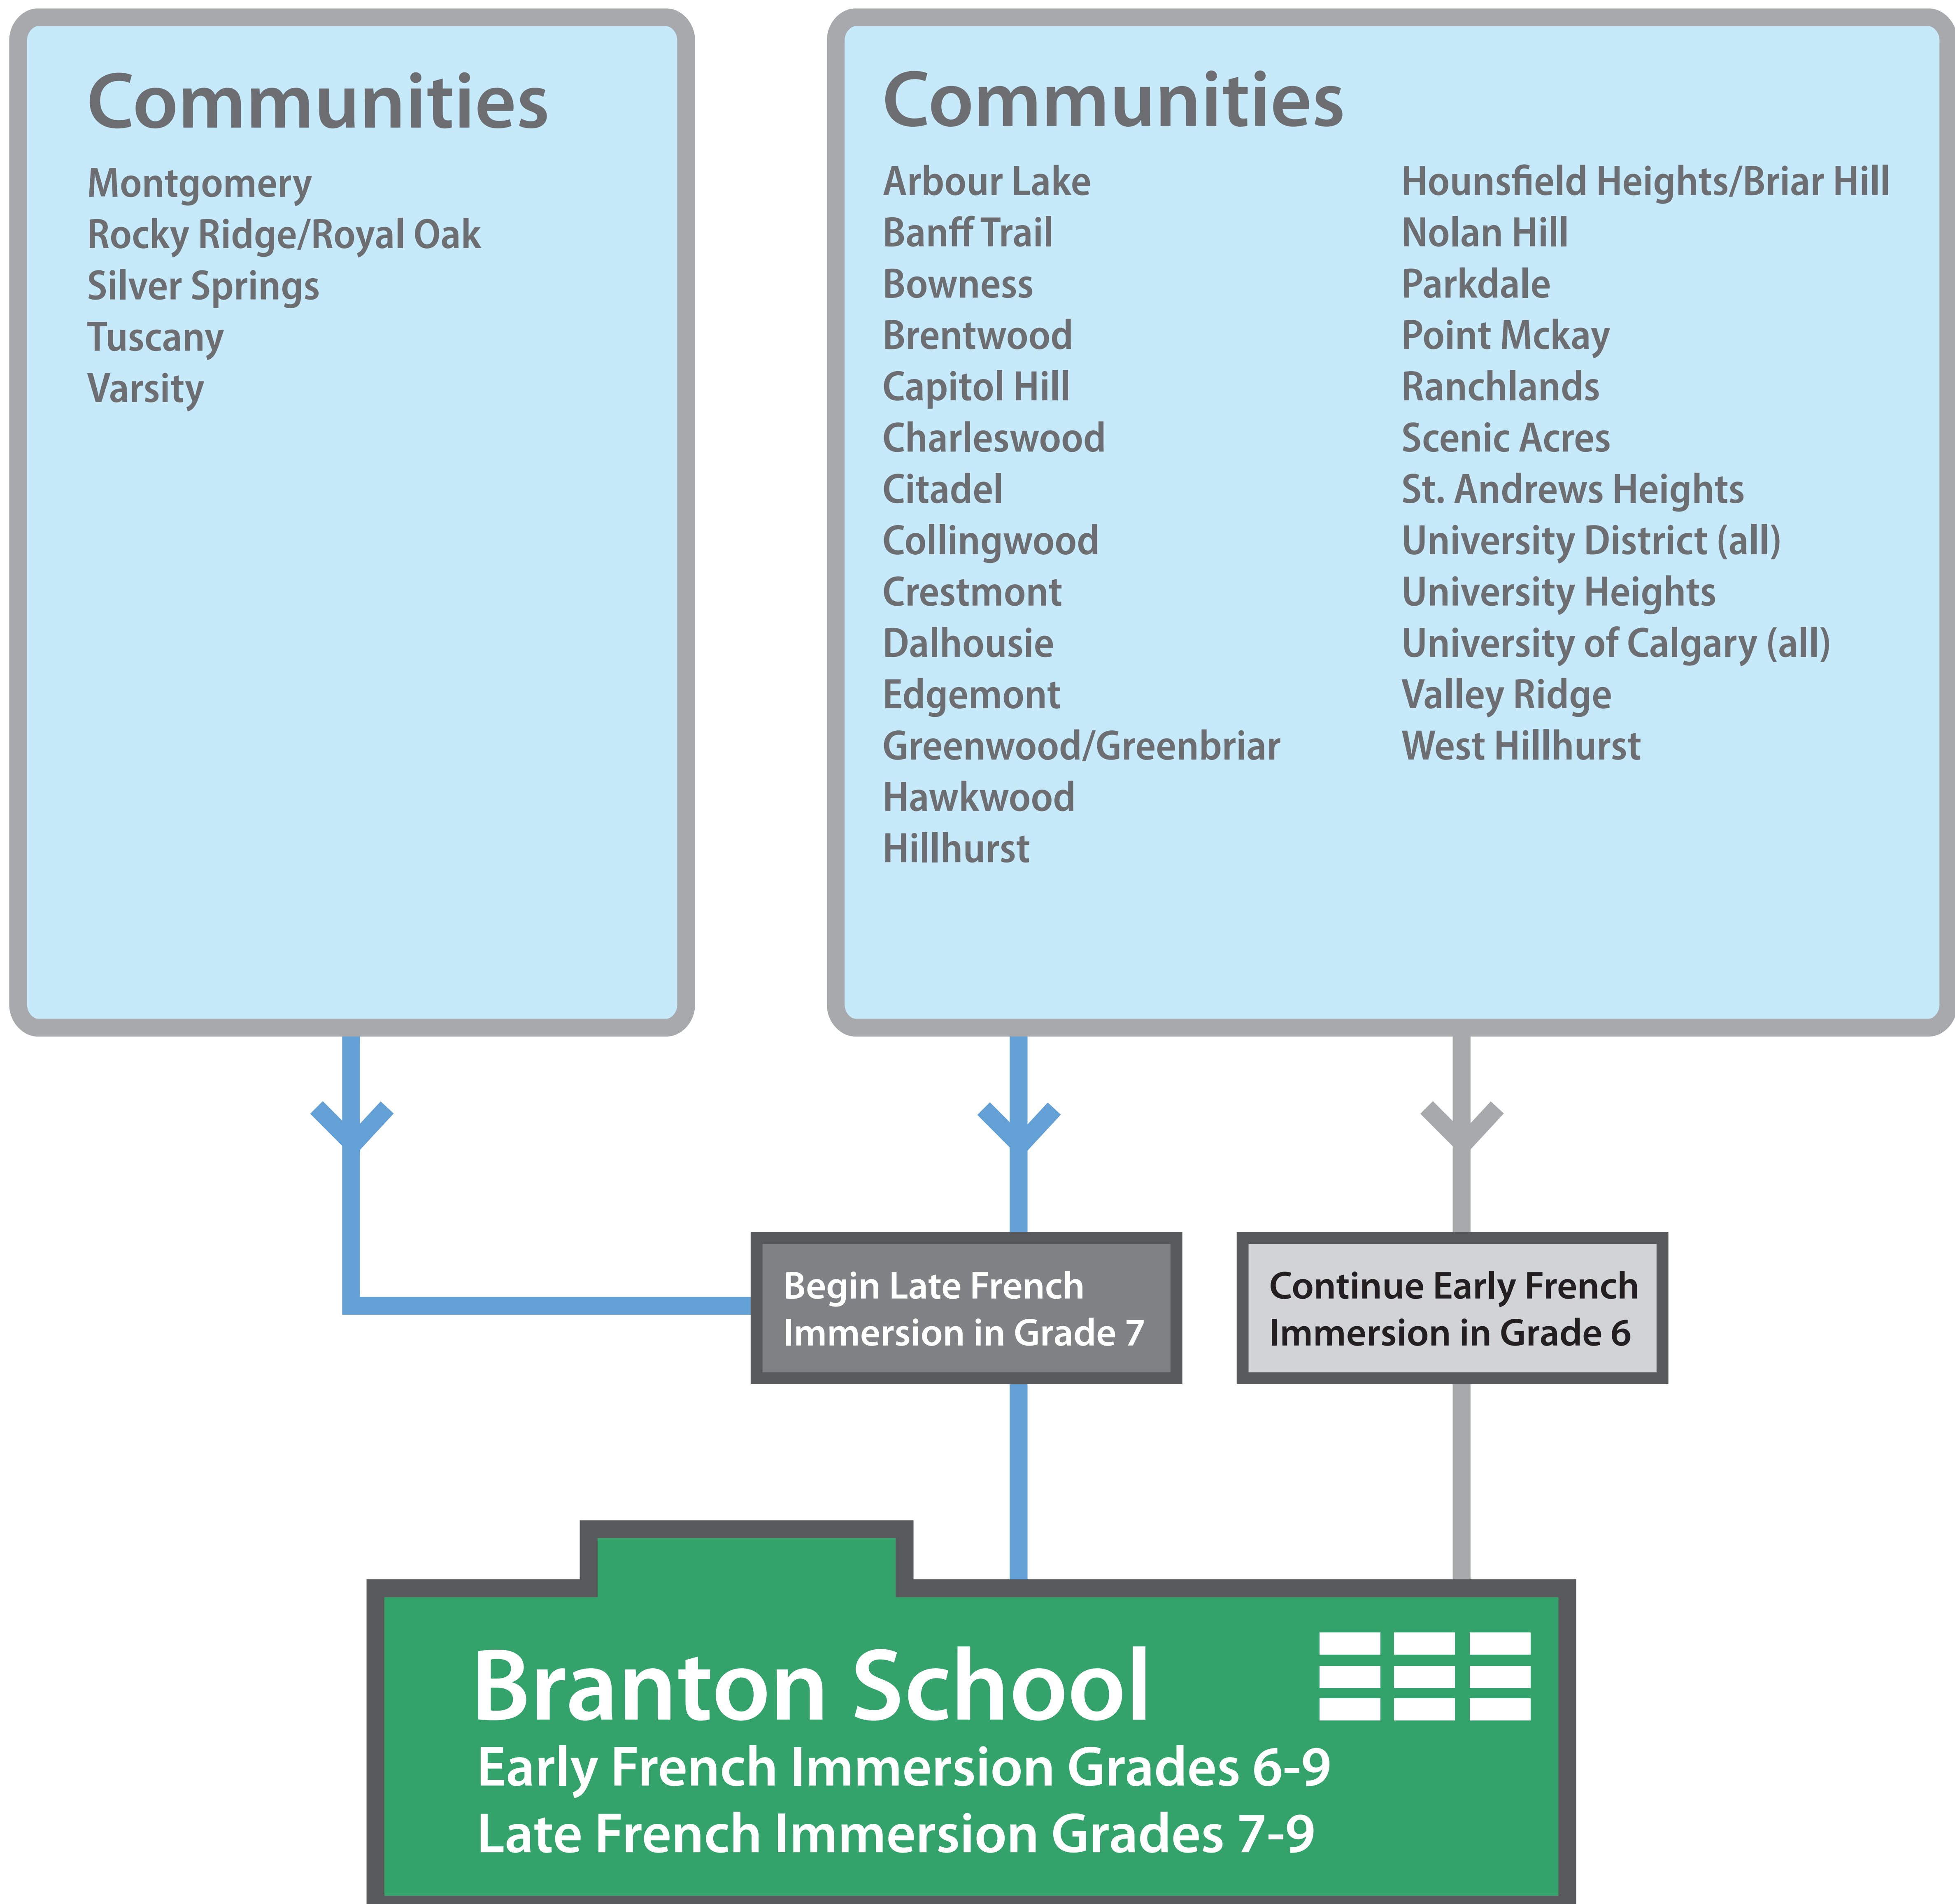 Communities
Montgomery
Rocky Ridge/Royal Oak
Silver Springs
Tuscany
Varsity
Communities
Arbour Lake
Banff Trail
Bowness
Brentwood
Capitol Hill
Charleswood
Citadel
Collingwood
Crestmont
Dalhousie
Edgemont
Greenwood/Greenbriar
Hawkwood
Hillhurst
Hounsfield Heights/Briar Hill
Nolan Hill
Parkdale
Point Mckay
Ranchlands
Scenic Acres
St. Andrews Heights
University District (all)
University Heights
University of Calgary (all)
Valley Ridge
West Hillhurst
Begin Late French
Immersion in Grade 7
Continue Early French
Immersion in Grade 6
Branton School
Early French Immersion Grades 6-9
Late French Immersion Grades 7-9